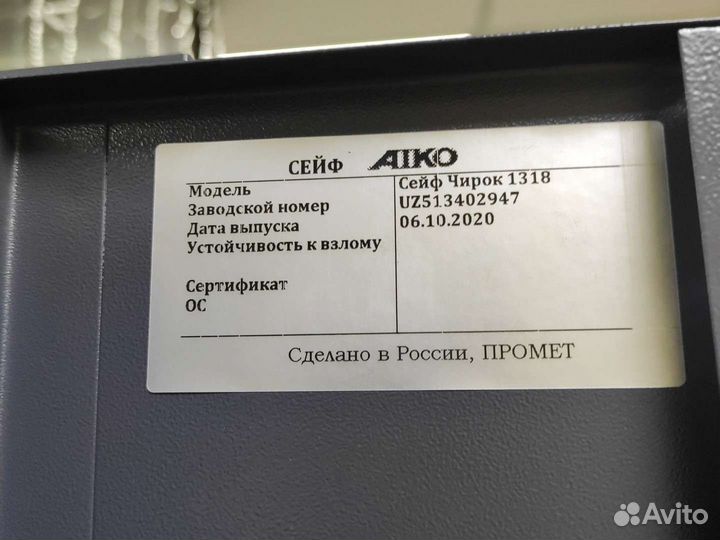 СЕЙФ AIKO
Модель Сейф Чирок 1318
Заводской номер UZ513402947
Дата выпуска 06.10.2020
Устойчивость к взлому
Сертификат
ОС
Сделано в России, ПРОМЕТ
Avito